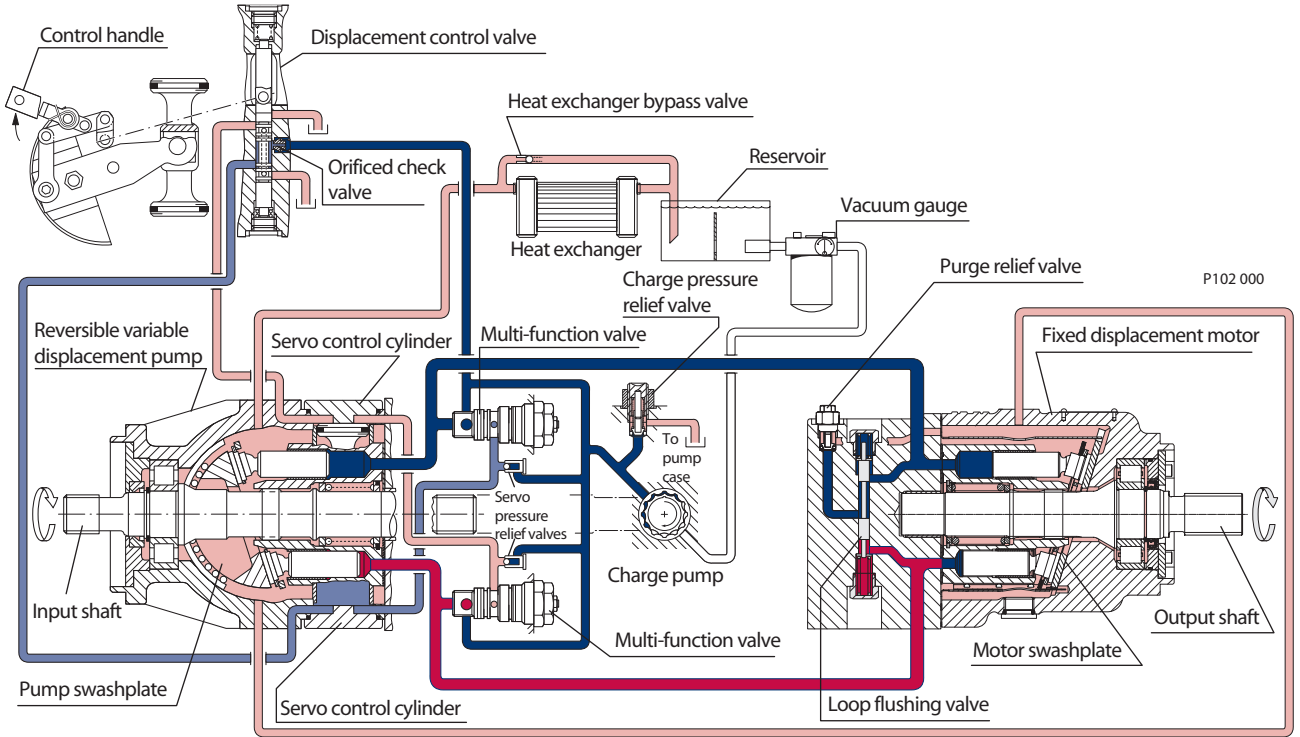 Control handle
Displacement control valve
Heat exchanger bypass valve
Reservoir
Orificed check
valve
Vacuum gauge
Heat exchanger
Purge relief valve
Charge pressure
relief valve
P102 000
Reversible variable
displacement pump
Servo control cylinder
Multi-function valve
Fixed displacement motor
To
pump
case
Servo
pressure
relief valves
Charge pump
Input shaft
Output shaft
Multi-function valve
Motor swashplate
Pump swashplate
Servo control cylinder
Loop flushing valve